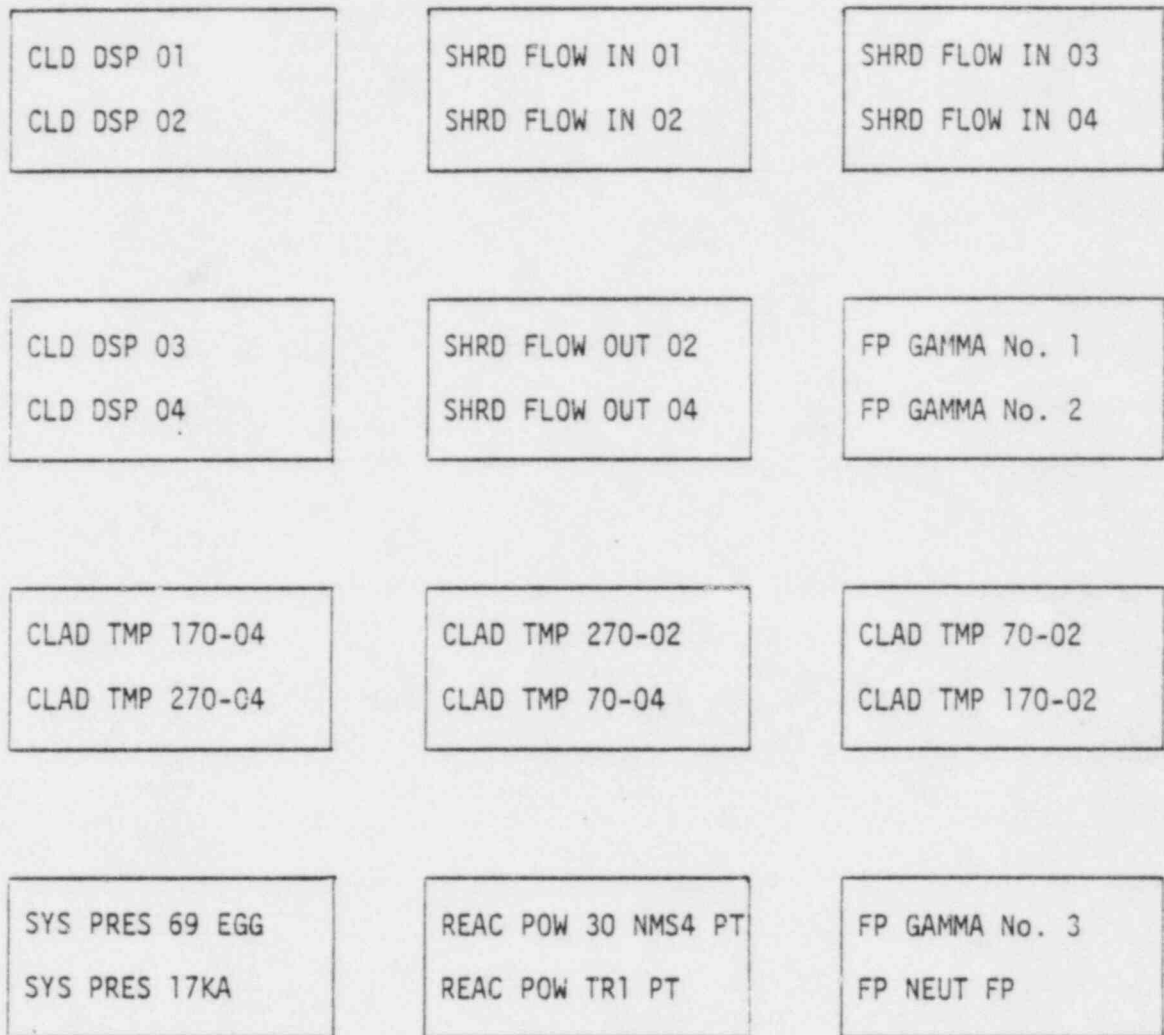 CLD DSP 01
CLD DSP 02
SHRD FLOW IN 01
SHRD FLOW IN 02
SHRD FLOW IN 03
SHRD FLOW IN 04
CLD DSP 03
CLD DSP 04
SHRD FLOW OUT 02
SHRD FLOW OUT 04
FP GAMMA No. 1
FP GAMMA No. 2
CLAD TMP 170-04
CLAD TMP 270-04
CLAD TMP 270-02
CLAD TMP 70-04
CLAD TMP 70-02
CLAD TMP 170-02
SYS PRES 69 EGG
SYS PRES 17KA
REAC POW 30 NMS4 PT
REAC POW TR1 PT
FP GAMMA No. 3
FP NEUT FP